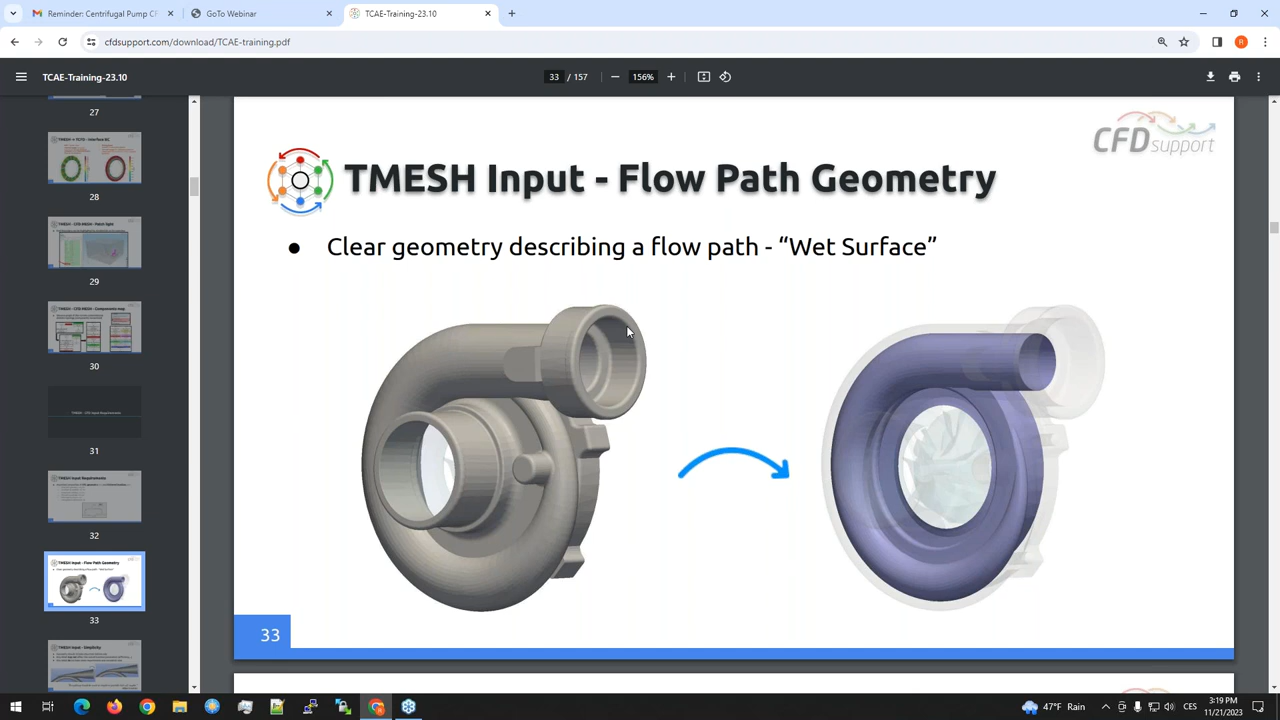 Reminder: Centrifugal Pump CF
GoTo Webinar
TCAE-Training-23.10
cfdsupport.com/download/TCAE-training.pdf
R
TCAE-Training-23.10
33 / 157
156%
27
28
29
30
31
32
33
CFDsupport
TMESH Input - Flow Path Geometry
● Clear geometry describing a flow path - “Wet Surface”
33
47°F Rain
CES
3:19 PM
11/21/2023